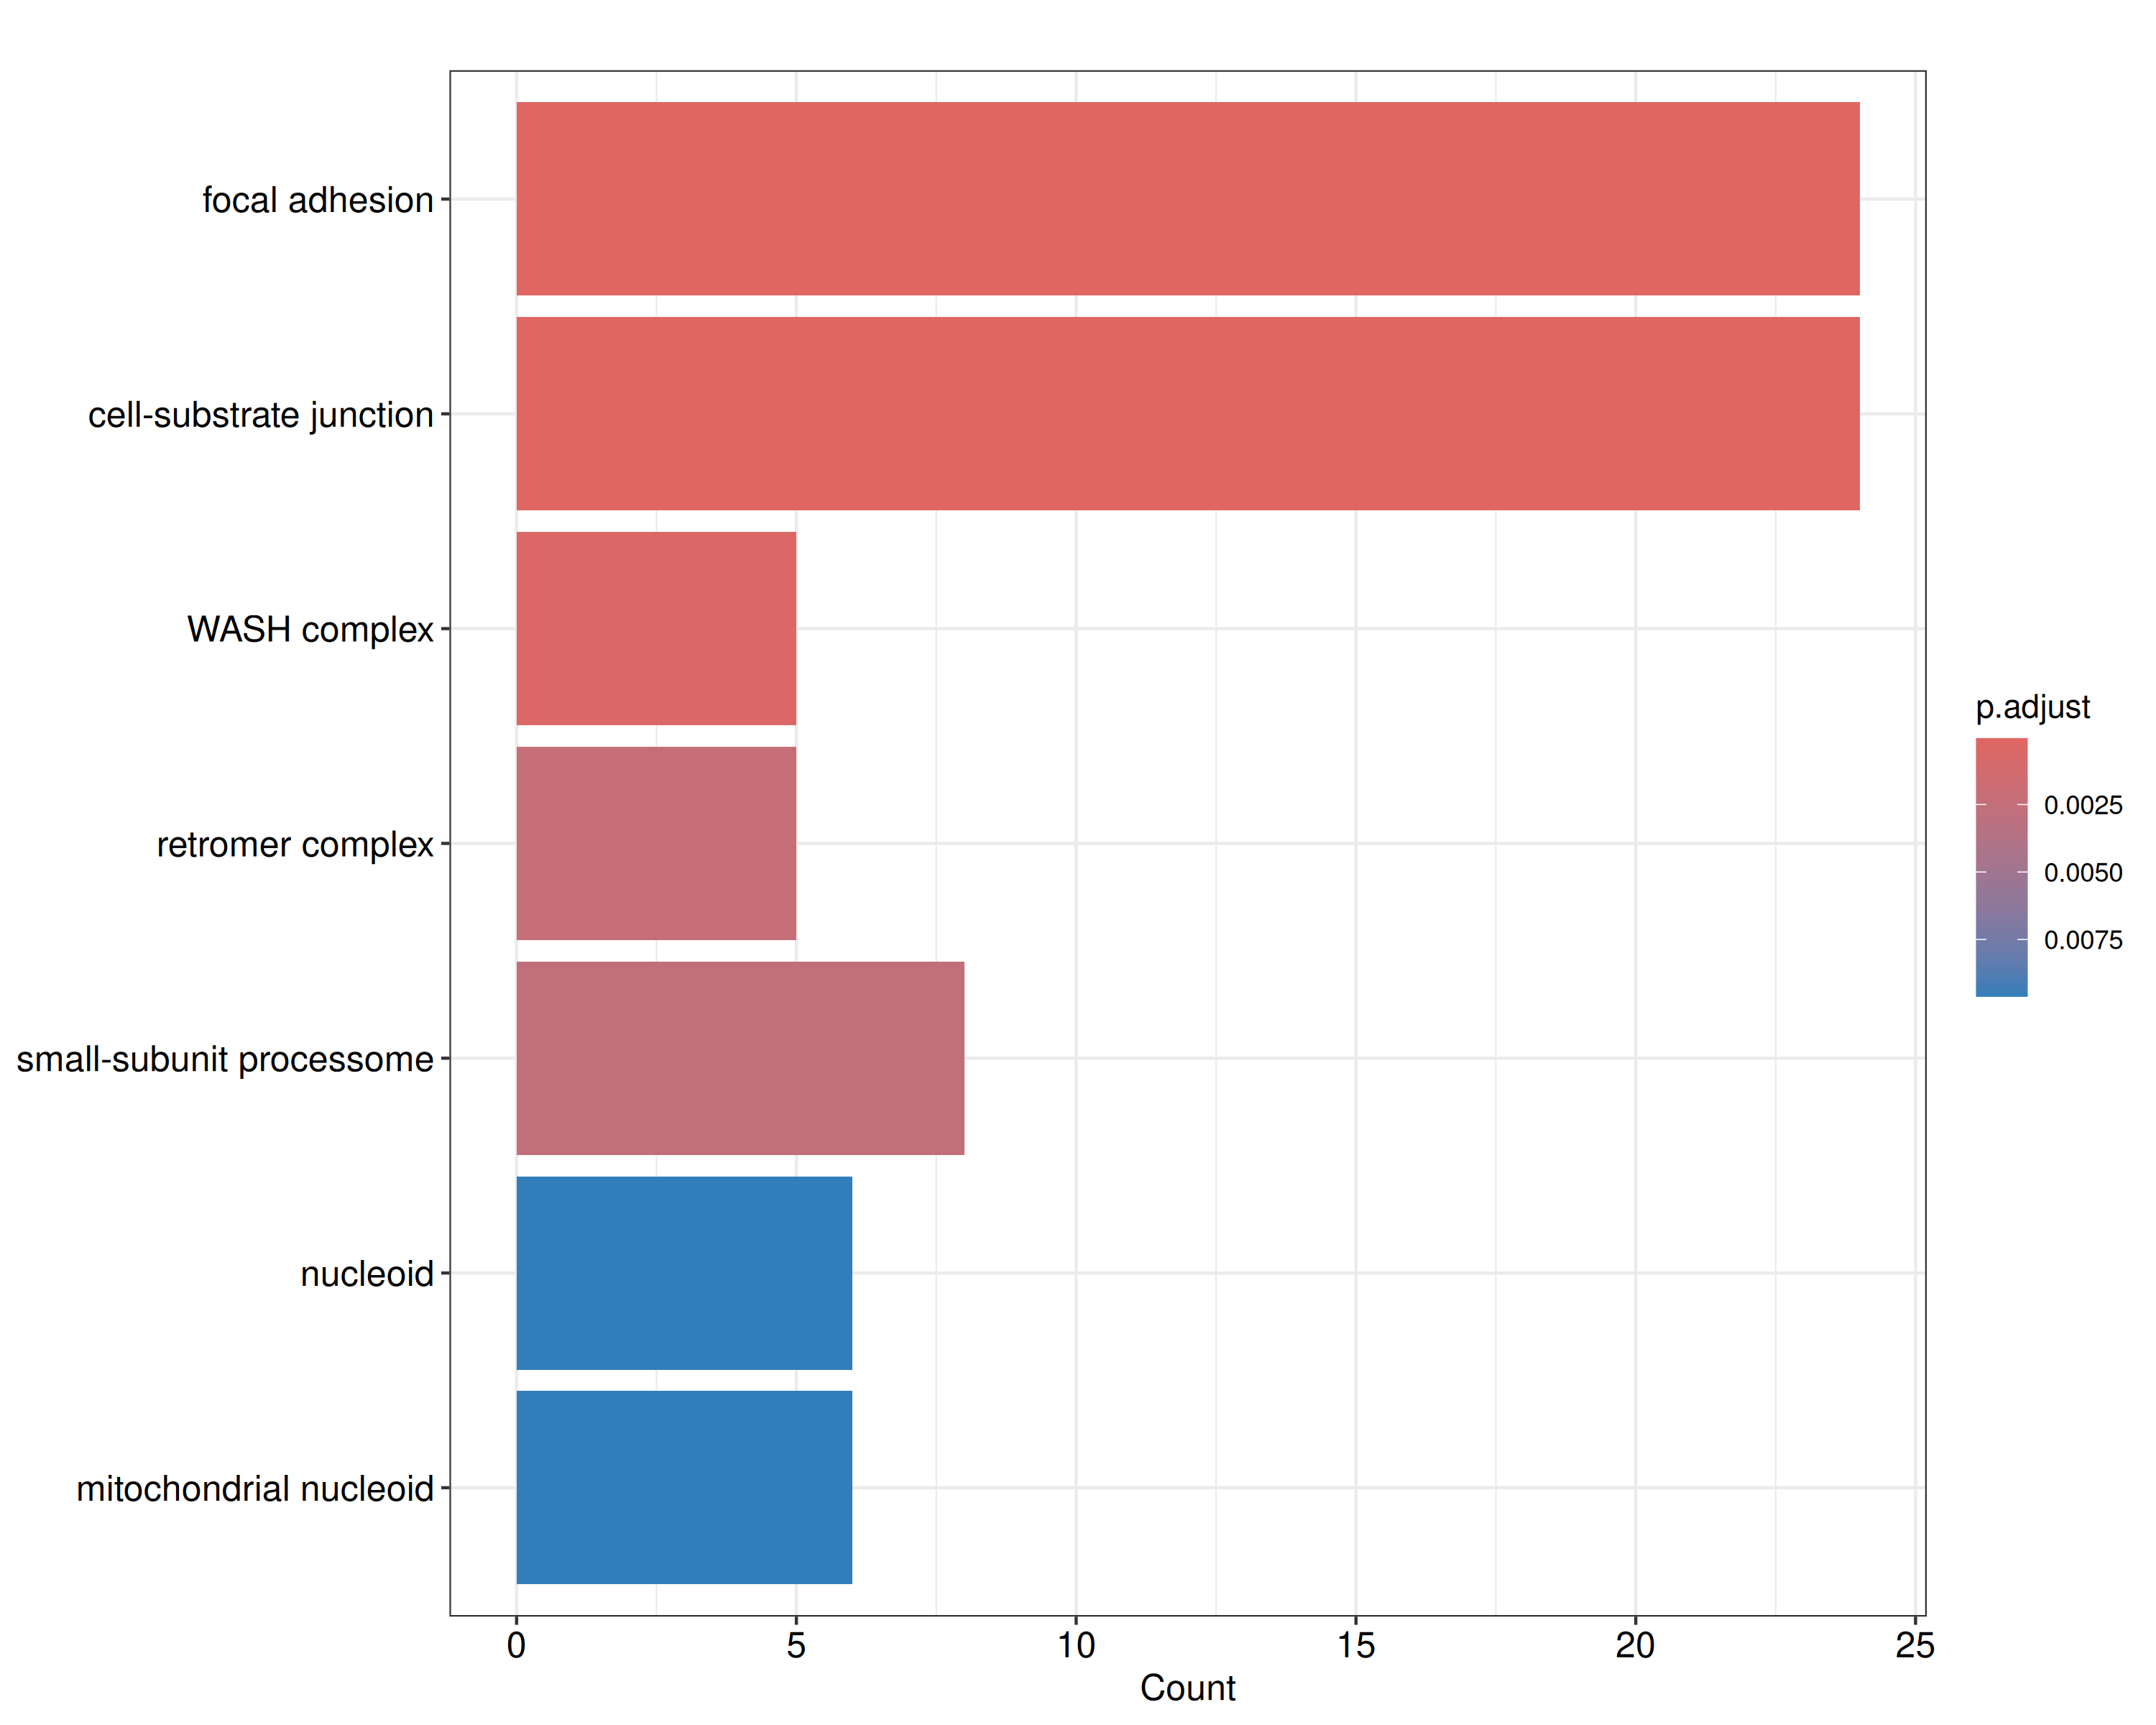 focal adhesion
cell-substrate junction
WASH complex
retromer complex
small-subunit processome
nucleoid
mitochondrial nucleoid
0
5
10
15
20
25
Count
p.adjust
0.0025
0.0050
0.0075